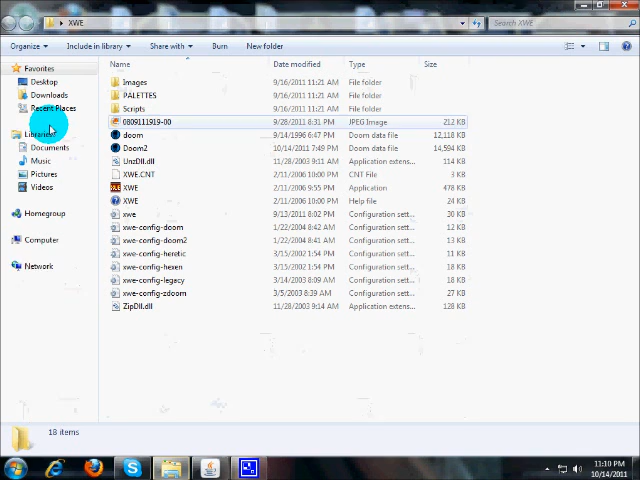 XWE
Search XWE
Organize Include in library Share with Burn New folder
Favorites
Desktop
Downloads
Recent Places
Libraries
Documents
Music
Pictures
Videos
Homegroup
Computer
Network
Name Date modified Type Size
Images 9/16/2011 11:21 AM File folder
PALETTES 9/16/2011 11:21 AM File folder
Scripts 9/16/2011 11:21 AM File folder
0809111919-00 9/28/2011 8:31 PM JPEG Image 212 KB
doom 9/14/1996 6:47 PM Doom data file 12,118 KB
Doom2 10/14/2011 7:49 PM Doom data file 14,594 KB
UnzDll.dll 11/28/2003 9:11 AM Application extens... 122 KB
XWE.CNT 2/11/2006 10:00 PM CNT File 4 KB
XWE 2/11/2006 9:55 PM Application 478 KB
XWE 2/11/2006 10:00 PM Help file 24 KB
xwe 9/13/2011 8:02 PM Configuration sett... 30 KB
xwe-config-doom 1/22/2004 8:42 AM Configuration sett... 12 KB
xwe-config-doom2 1/22/2004 8:41 AM Configuration sett... 13 KB
xwe-config-heretic 3/15/2002 1:54 PM Configuration sett... 11 KB
xwe-config-hexen 3/15/2002 1:54 PM Configuration sett... 11 KB
xwe-config-legacy 3/14/2003 8:09 AM Configuration sett... 24 KB
xwe-config-zdoom 3/5/2003 8:39 AM Configuration sett... 27 KB
ZipDll.dll 11/28/2003 9:14 AM Application extens... 128 KB
18 items
11:10 PM
10/14/2011